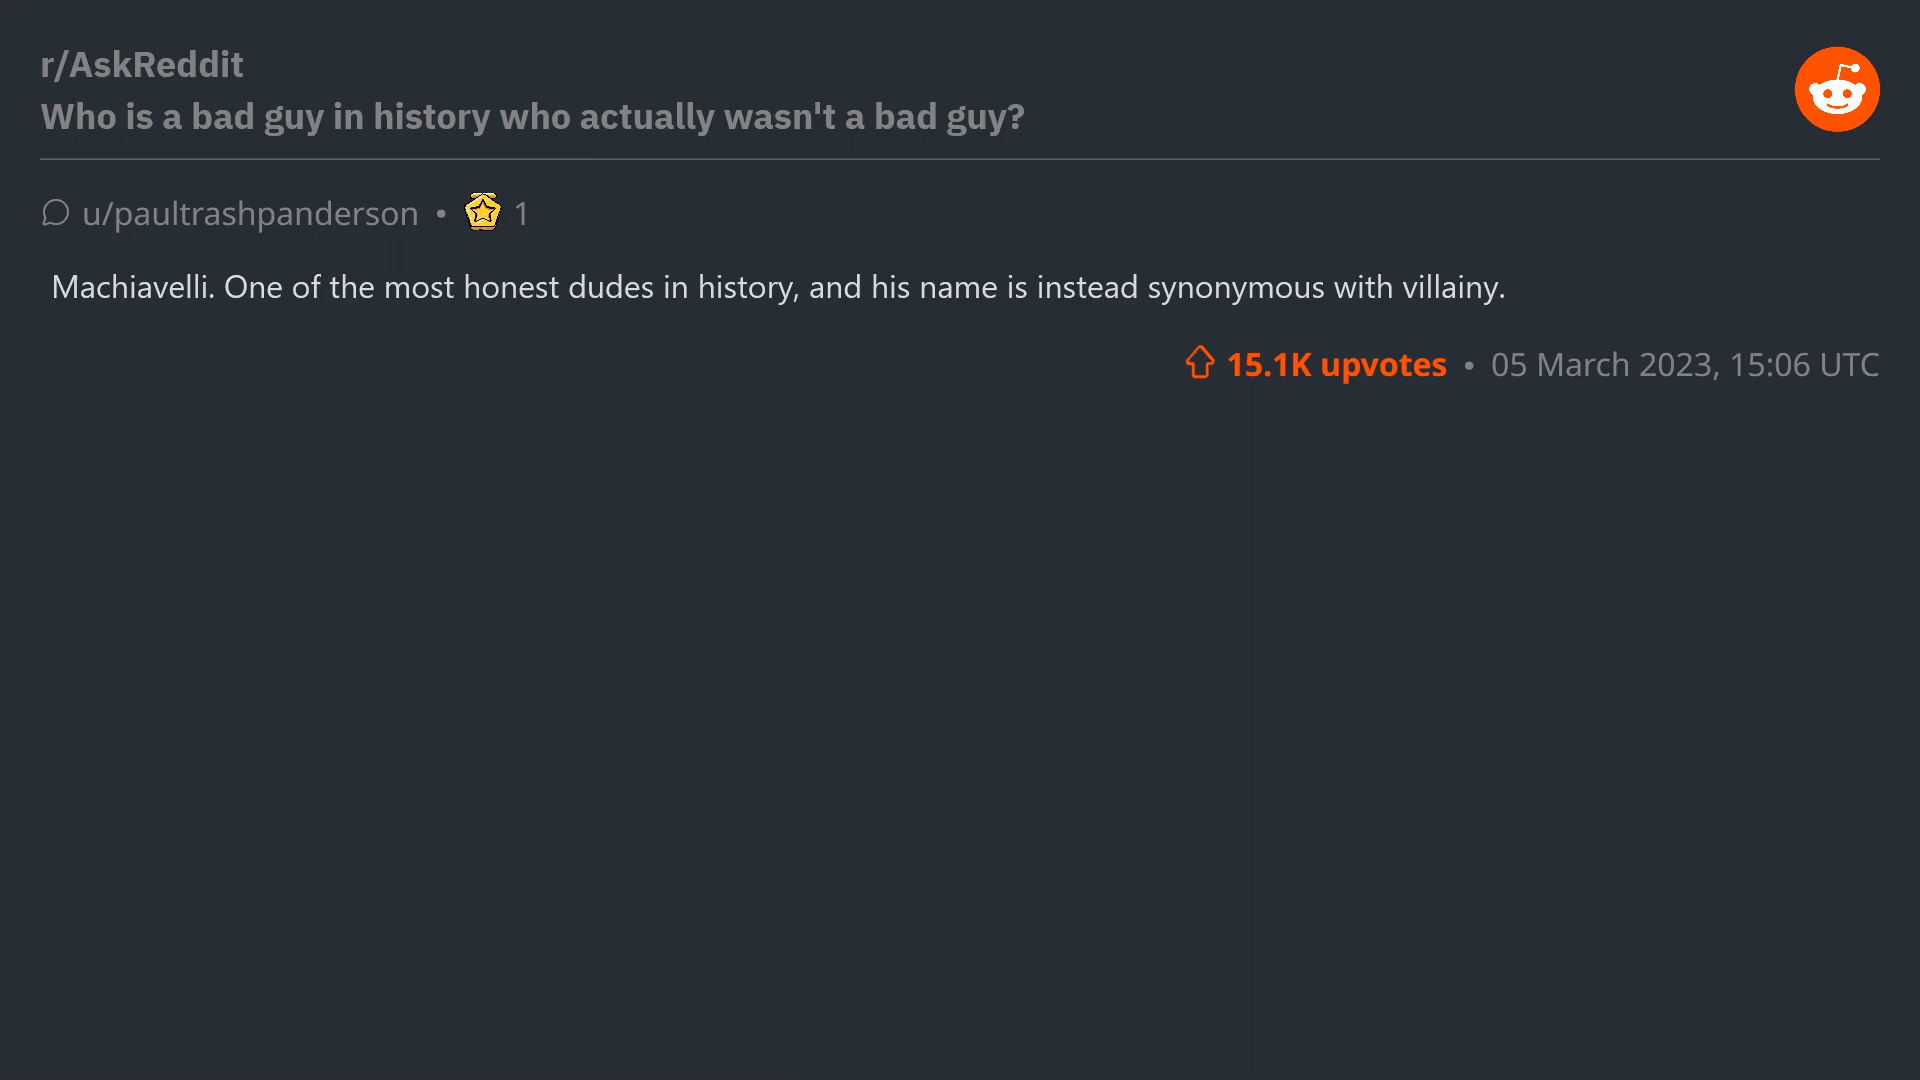 r/AskReddit
Who is a bad guy in history who actually wasn't a bad guy?
u/paultrashpanderson • 1
Machiavelli. One of the most honest dudes in history, and his name is instead synonymous with villainy.
15.1K upvotes • 05 March 2023, 15:06 UTC